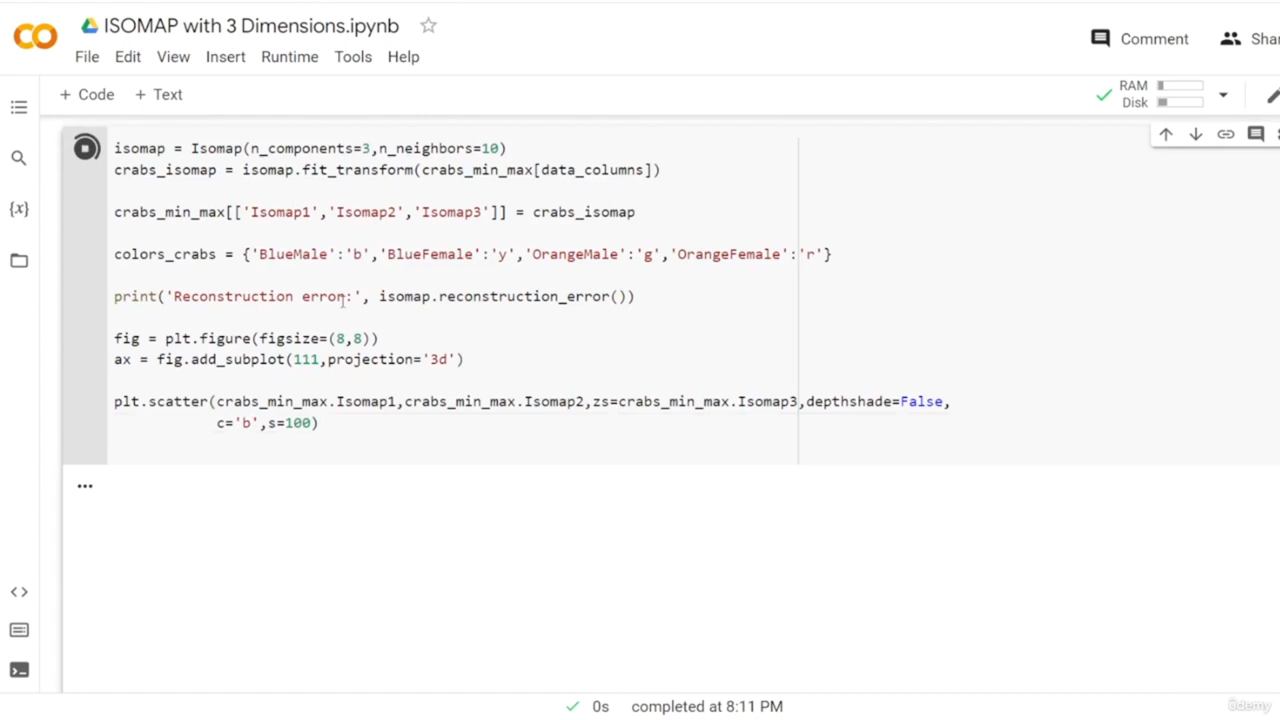 ISOMAP with 3 Dimensions.ipynb
File Edit View Insert Runtime Tools Help
Comment
+ Code + Text
RAM
Disk
{x}
isomap = Isomap(n_components=3,n_neighbors=10)
crabs_isomap = isomap.fit_transform(crabs_min_max[data_columns])
crabs_min_max[['Isomap1','Isomap2','Isomap3']] = crabs_isomap
colors_crabs = {'BlueMale':'b','BlueFemale':'y','OrangeMale':'g','OrangeFemale':'r'}
print('Reconstruction error:', isomap.reconstruction_error())
fig = plt.figure(figsize=(8,8))
ax = fig.add_subplot(111,projection='3d')
plt.scatter(crabs_min_max.Isomap1,crabs_min_max.Isomap2,zs=crabs_min_max.Isomap3,depthshade=False,
c='b',s=100)
...
0s completed at 8:11 PM
ûdemy